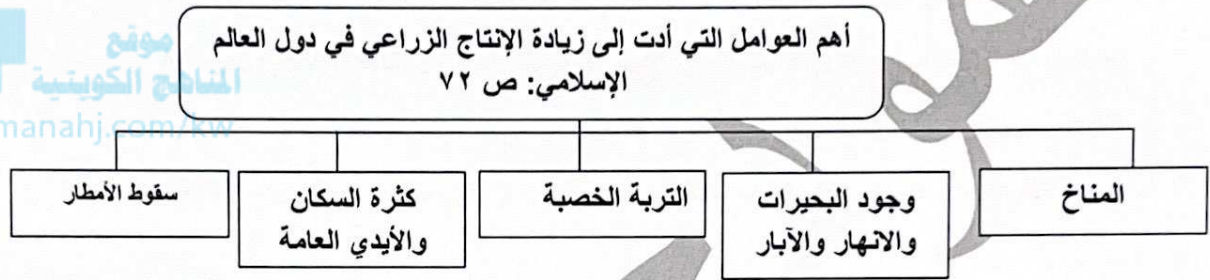 موقع
المناهج الكويتية
manahj.com/kw
أهم العوامل التي أدت إلى زيادة الإنتاج الزراعي في دول العالم
الإسلامي: ص ٧٢
المناخ
وجود البحيرات
والانهار والآبار
التربة الخصبة
كثرة السكان
والأيدي العامة
سقوط الأمطار